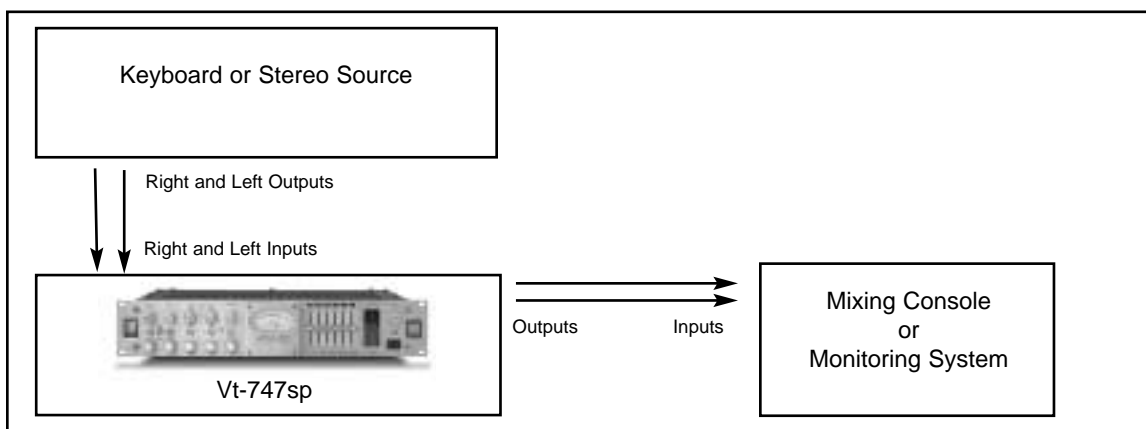 Keyboard or Stereo Source
Right and Left Outputs
Right and Left Inputs
Vt-747sp
Outputs
Inputs
Mixing Console
or
Monitoring System